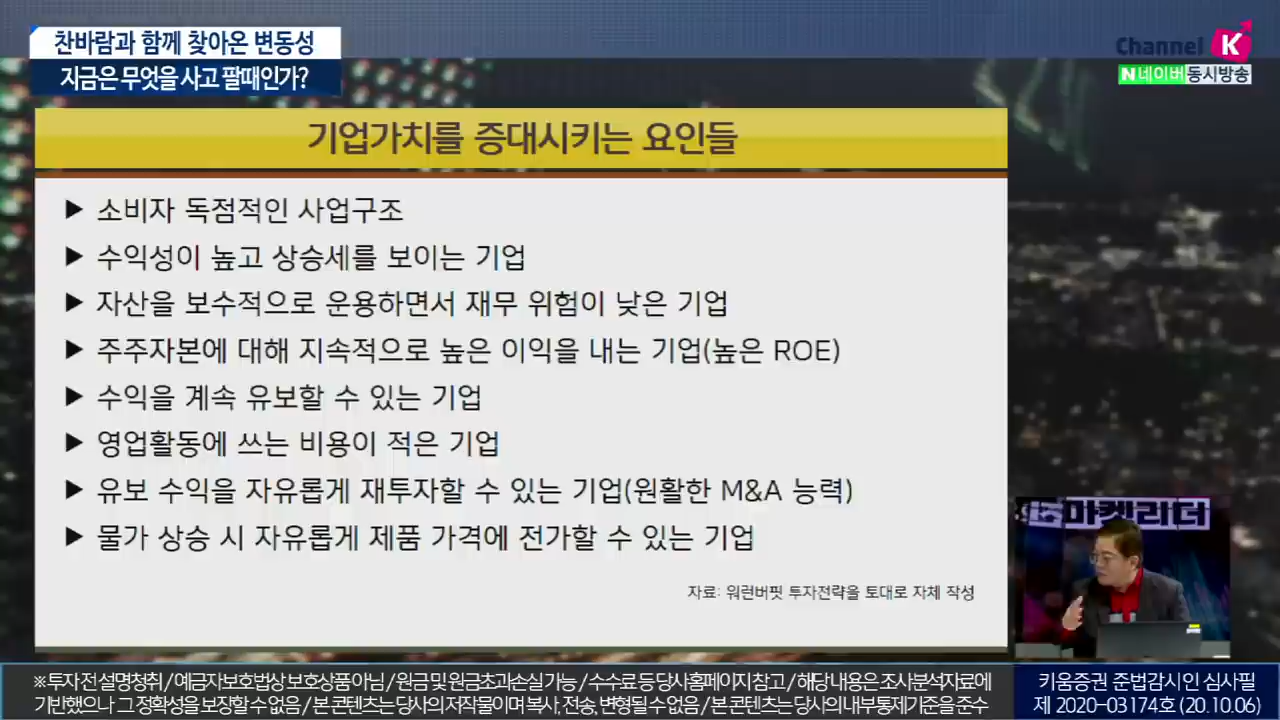 찬바람과 함께 찾아온 변동성
지금은 무엇을 사고 팔때인가?
Channel K
N 네이버 동시방송
기업가치를 증대시키는 요인들
▶ 소비자 독점적인 사업구조
▶ 수익성이 높고 상승세를 보이는 기업
▶ 자산을 보수적으로 운용하면서 재무 위험이 낮은 기업
▶ 주주자본에 대해 지속적으로 높은 이익을 내는 기업(높은 ROE)
▶ 수익을 계속 유보할 수 있는 기업
▶ 영업활동에 쓰는 비용이 적은 기업
▶ 유보 수익을 자유롭게 재투자할 수 있는 기업(원활한 M&A 능력)
▶ 물가 상승 시 자유롭게 제품 가격에 전가할 수 있는 기업
자료: 워런버핏 투자전략을 토대로 자체 작성
마켓리더
※ 투자 전 설명청취 / 예금자보호법상 보호상품 아님 / 원금 및 원금초과손실 가능 / 수수료 등 당사 홈페이지 참고 / 해당 내용은 조사분석자료에
기반했으나 그 정확성을 보장할 수 없음 / 본 콘텐츠는 당사의 저작물이며 복사, 전송, 변형될 수 없음 / 본 콘텐츠는 당사의 내부통제기준을 준수
키움증권 준법감시인 심사필
제 2020-03174호 (20.10.06)